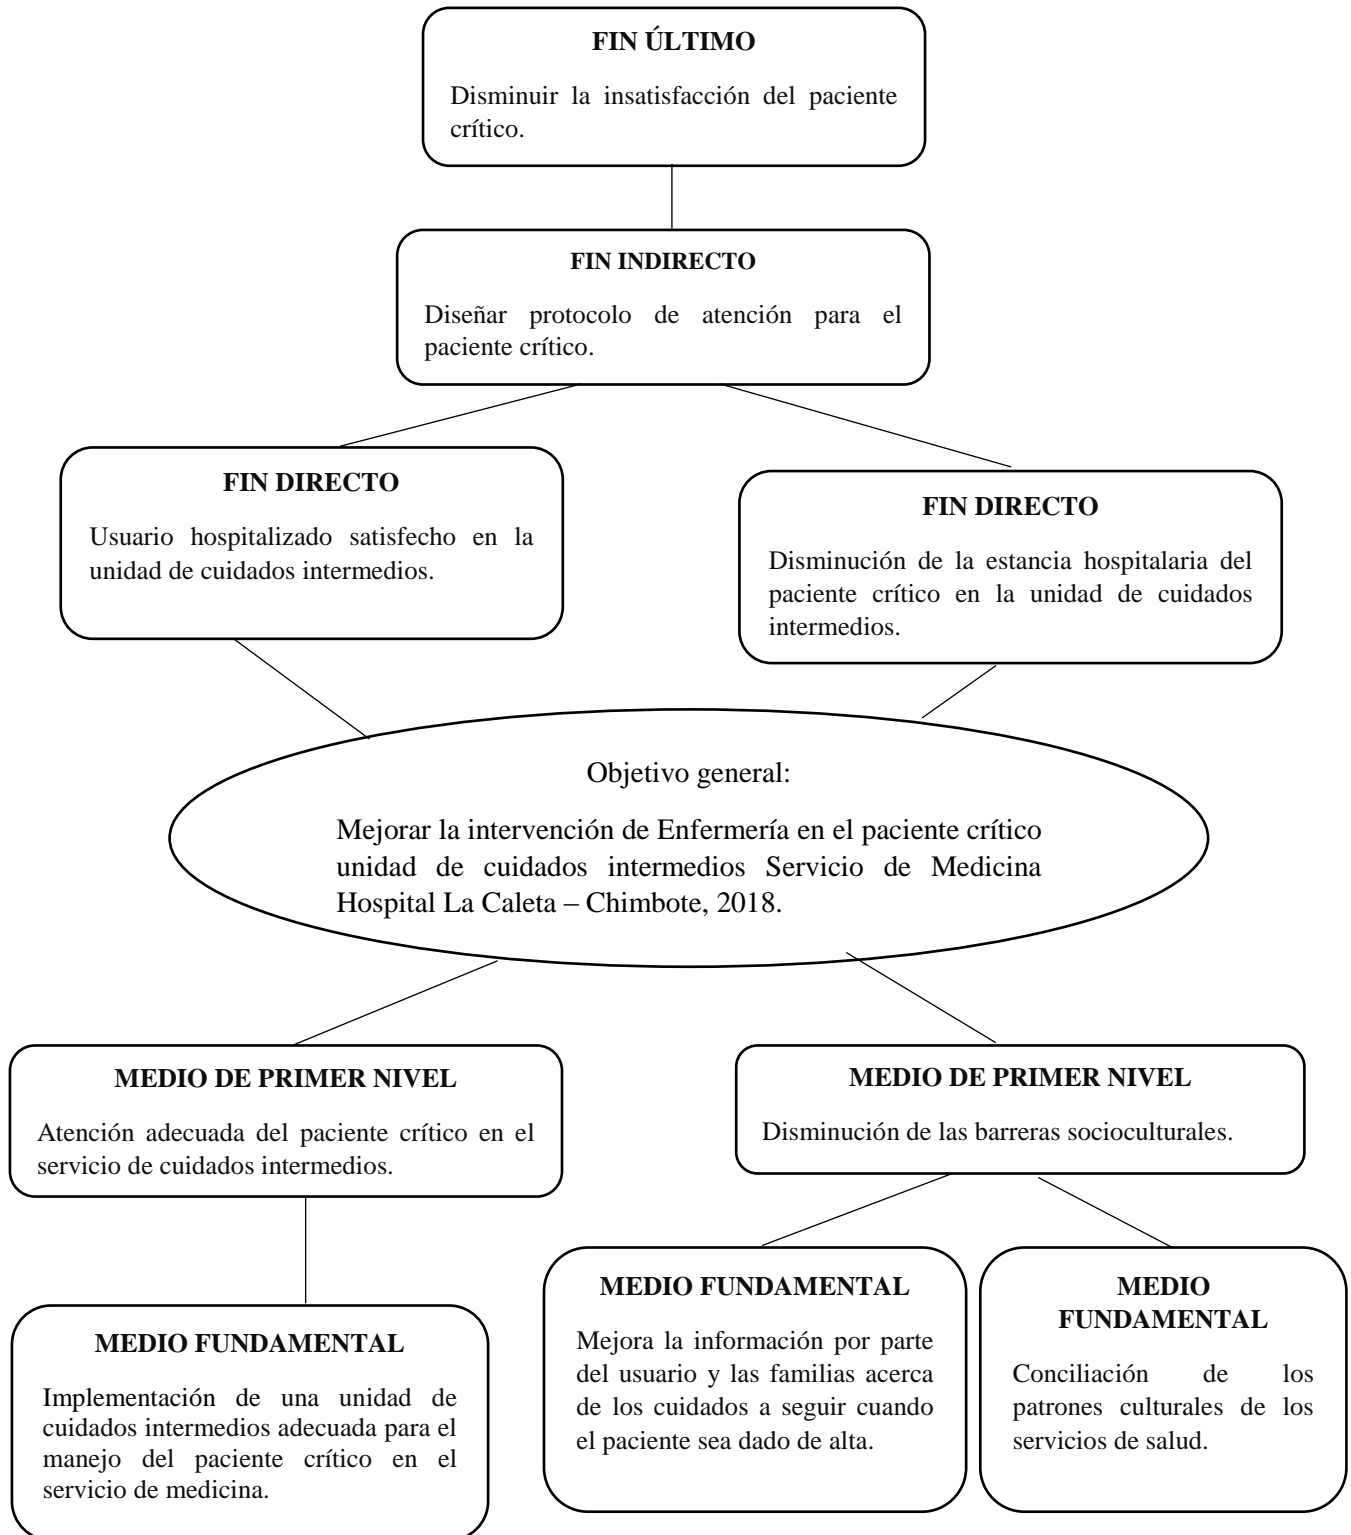 FIN ÚLTIMO
Disminuir la insatisfacción del paciente
crítico.
FIN INDIRECTO
Diseñar protocolo de atención para el
paciente crítico.
FIN DIRECTO
Usuario hospitalizado satisfecho en la
unidad de cuidados intermedios.
FIN DIRECTO
Disminución de la estancia hospitalaria del
paciente crítico en la unidad de cuidados
intermedios.
Objetivo general:
Mejorar la intervención de Enfermería en el paciente crítico
unidad de cuidados intermedios Servicio de Medicina
Hospital La Caleta – Chimbote, 2018.
MEDIO DE PRIMER NIVEL
Atención adecuada del paciente crítico en el
servicio de cuidados intermedios.
MEDIO DE PRIMER NIVEL
Disminución de las barreras socioculturales.
MEDIO FUNDAMENTAL
Implementación de una unidad de
cuidados intermedios adecuada para el
manejo del paciente crítico en el
servicio de medicina.
MEDIO FUNDAMENTAL
Mejora la información por parte
del usuario y las familias acerca
de los cuidados a seguir cuando
el paciente sea dado de alta.
MEDIO
FUNDAMENTAL
Conciliación de los
patrones culturales de los
servicios de salud.